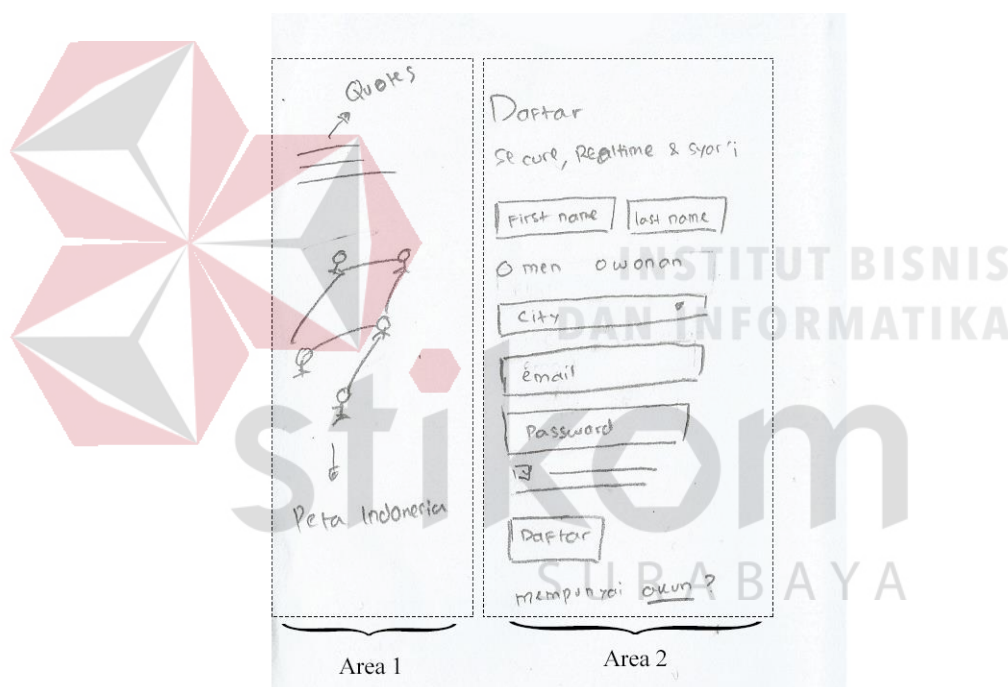 Quotes
Peta Indonesia
Daftar
Secure, Realtime & syar'i
First name
last name
O men O woman
City
email
Password
Daftar
mempunyai akun?
Area 1
Area 2
INSTITUT BISNIS
DAN INFORMATIKA
stikom
SURABAYA